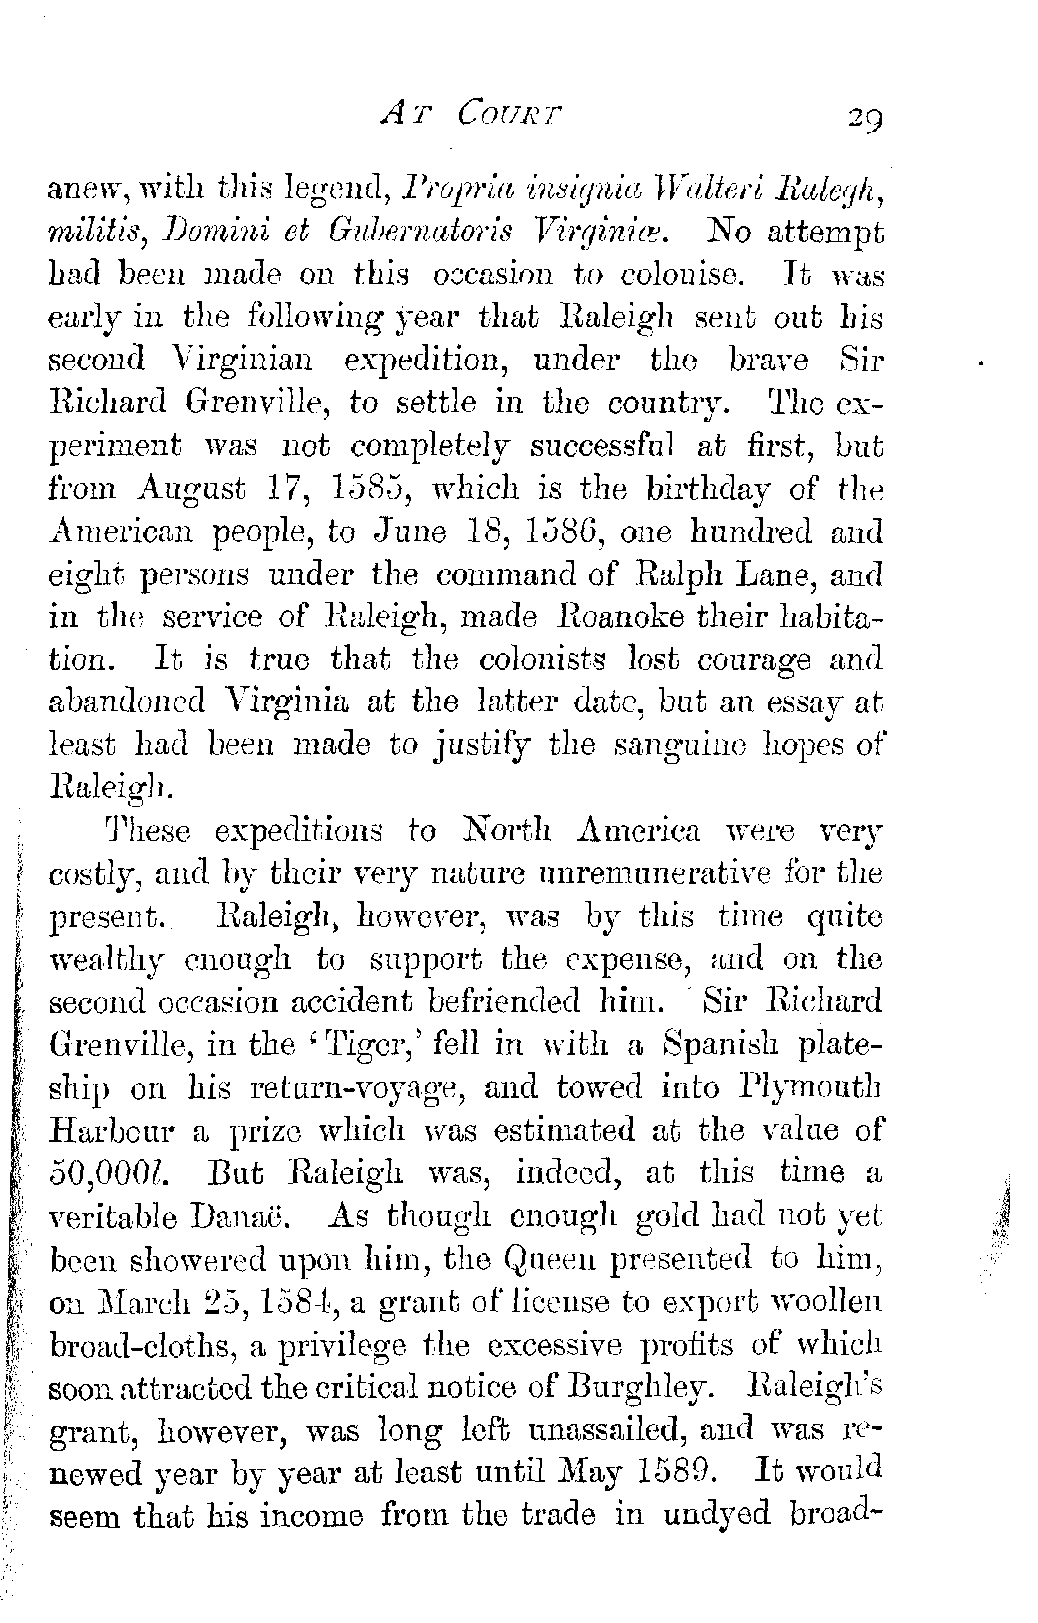 AT COURT 29
anew, with this legend, Propria insignia Walteri Ralegh,
militis, Domini et Gubernatoris Virginiæ. No attempt
had been made on this occasion to colonise. It was
early in the following year that Raleigh sent out his
second Virginian expedition, under the brave Sir
Richard Grenville, to settle in the country. The ex-
periment was not completely successful at first, but
from August 17, 1585, which is the birthday of the
American people, to June 18, 1586, one hundred and
eight persons under the command of Ralph Lane, and
in the service of Raleigh, made Roanoke their habita-
tion. It is true that the colonists lost courage and
abandoned Virginia at the latter date, but an essay at
least had been made to justify the sanguine hopes of
Raleigh.
These expeditions to North America were very
costly, and by their very nature unremunerative for the
present. Raleigh, however, was by this time quite
wealthy enough to support the expense, and on the
second occasion accident befriended him. Sir Richard
Grenville, in the ‘Tiger,’ fell in with a Spanish plate-
ship on his return-voyage, and towed into Plymouth
Harbour a prize which was estimated at the value of
50,000l. But Raleigh was, indeed, at this time a
veritable Danaë. As though enough gold had not yet
been showered upon him, the Queen presented to him,
on March 25, 1584, a grant of license to export woollen
broad-cloths, a privilege the excessive profits of which
soon attracted the critical notice of Burghley. Raleigh's
grant, however, was long left unassailed, and was re-
newed year by year at least until May 1589. It would
seem that his income from the trade in undyed broad-